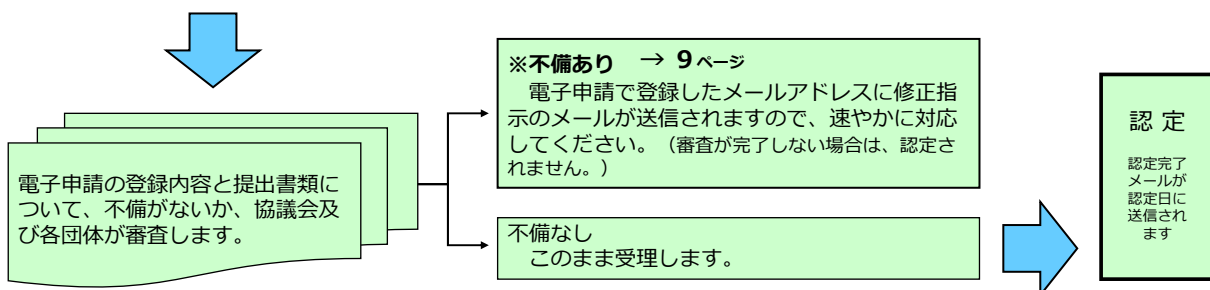 電子申請の登録内容と提出書類に
ついて、不備がないか、協議会及
び各団体が審査します。
※不備あり → 9ページ
電子申請で登録したメールアドレスに修正指
示のメールが送信されますので、速やかに対応
してください。（審査が完了しない場合は、認定さ
れません。）
不備なし
このまま受理します。
認 定
認定完了
メールが
認定日に
送信され
ます